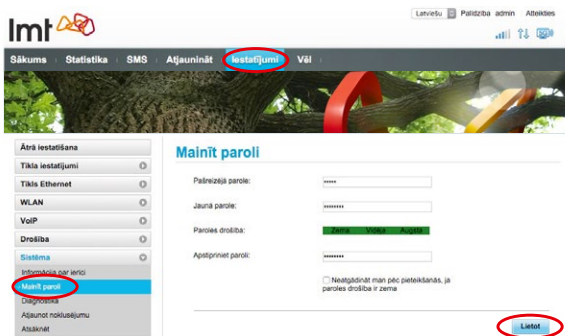 Latviešu Palīdzība admin Atteikties
lmt
Sākums Statistika SMS Atjaunināt Iestatījumi Vēl
Ātrā iestatīšana
Tīkla iestatījumi
Tīkls Ethernet
WLAN
VoIP
Drošība
Sistēma
Informācija par ierīci
Mainīt paroli
Diagnostika
Atjaunot noklusējumu
Atsāknēt
Mainīt paroli
Pašreizējā parole: •••••
Jaunā parole: ••••••••
Paroles drošība: Zema Vidēja Augsta
Apstipriniet paroli: ••••••••
Neatgādināt man pēc pieteikšanās, ja
paroles drošība ir zema
Lietot